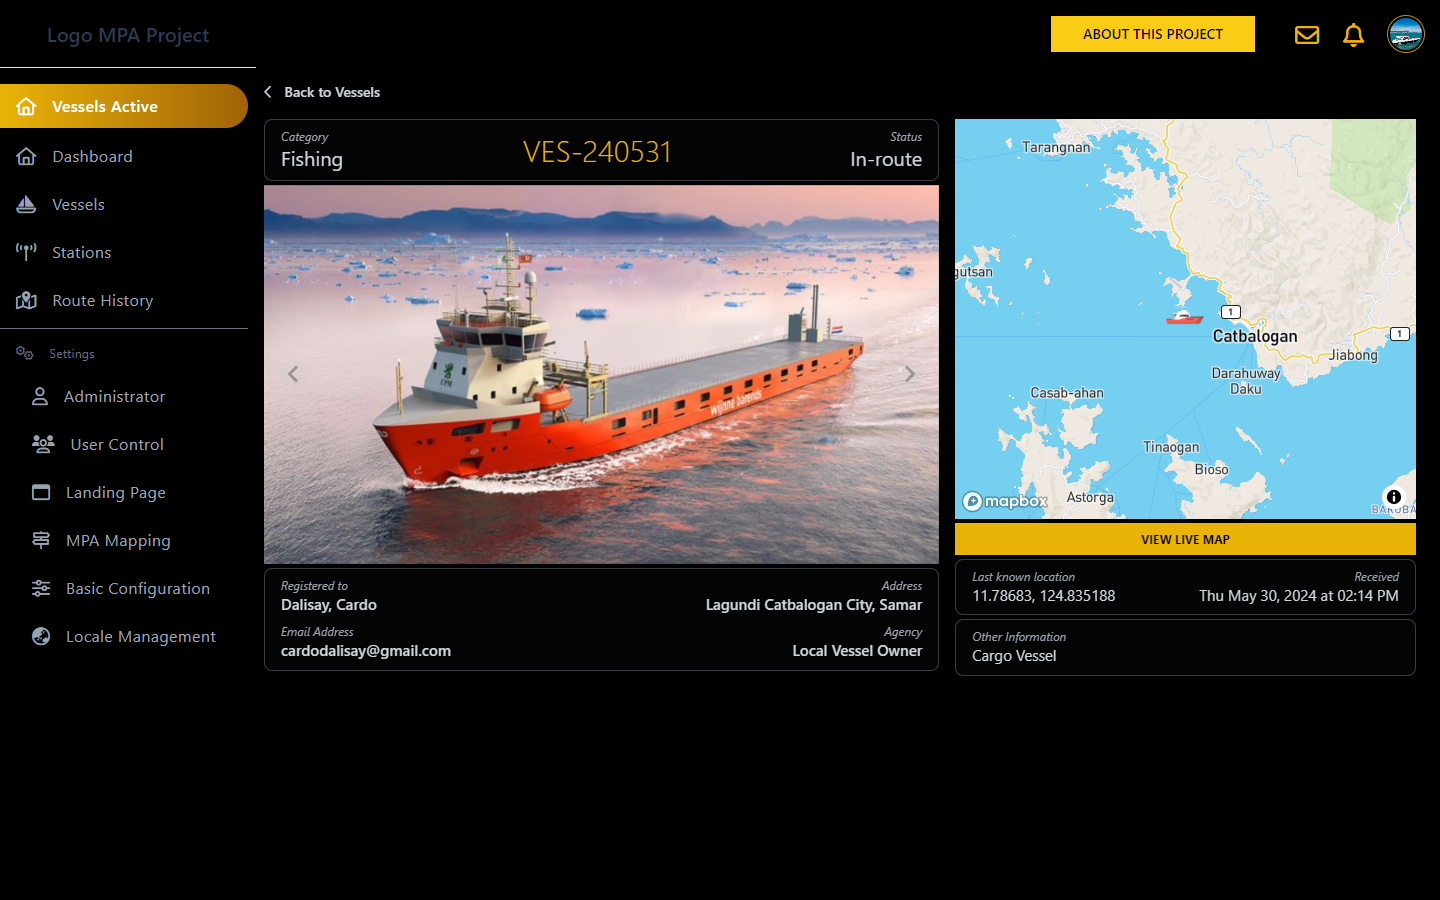 Logo MPA Project
ABOUT THIS PROJECT
Vessels Active
Dashboard
Vessels
Stations
Route History
Settings
Administrator
User Control
Landing Page
MPA Mapping
Basic Configuration
Locale Management
Back to Vessels
Category
Fishing
VES-240531
Status
In-route
UPM
wijnne barends
Registered to
Dalisay, Cardo
Address
Lagundi Catbalogan City, Samar
Email Address
cardodalisay@gmail.com
Agency
Local Vessel Owner
Tarangnan
gutsan
1
Catbalogan
1
Jiabong
Darahuway
Daku
Casab-ahan
Tinaogan
Bioso
Astorga
mapbox
VIEW LIVE MAP
Last known location
11.78683, 124.835188
Received
Thu May 30, 2024 at 02:14 PM
Other Information
Cargo Vessel